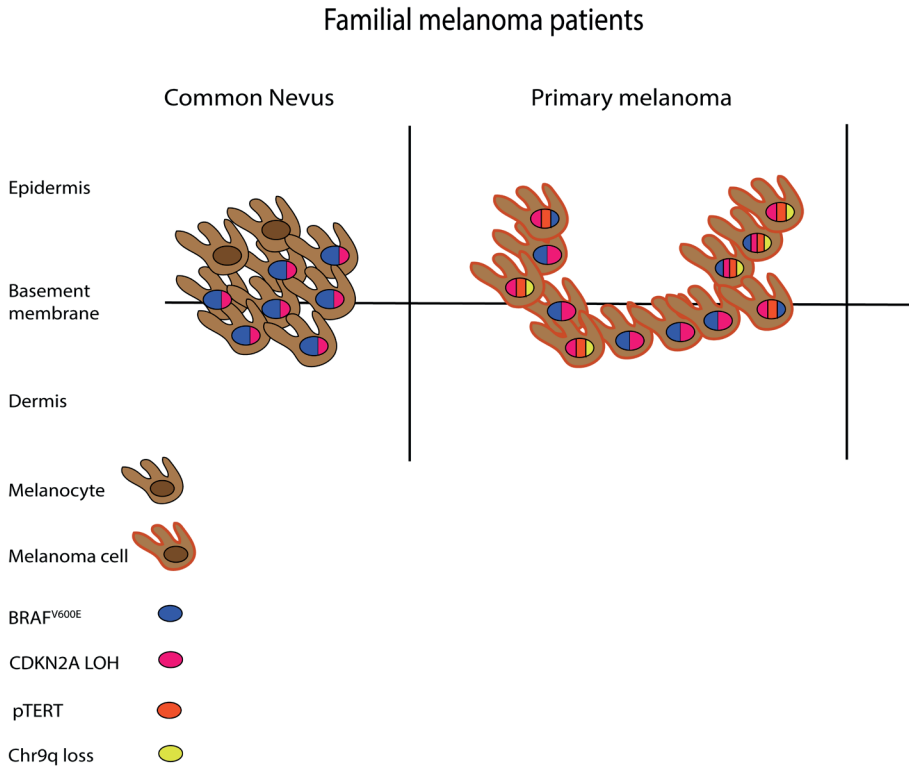 Familial melanoma patients
Common Nevus
Primary melanoma
Epidermis
Basement
membrane
Dermis
Melanocyte
Melanoma cell
BRAFV600E
CDKN2A LOH
pTERT
Chr9q loss